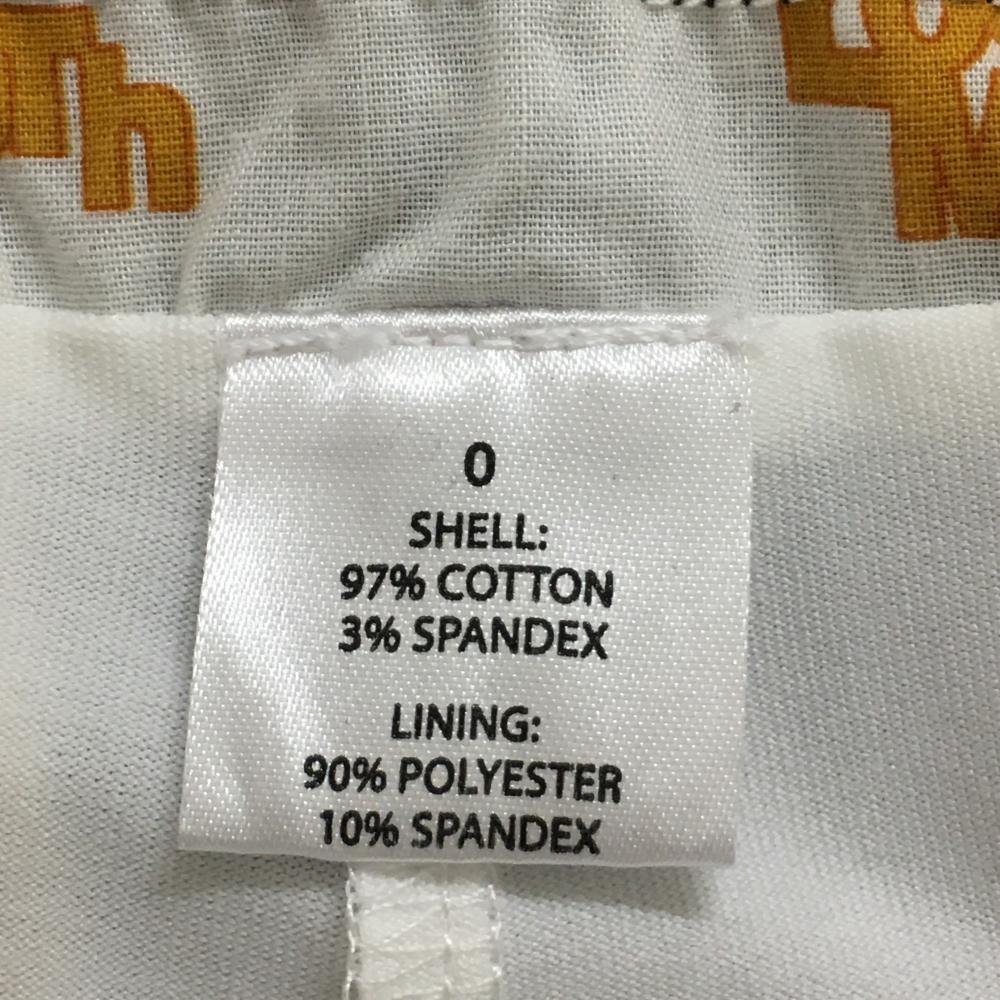 0
SHELL:
97% COTTON
3% SPANDEX
LINING:
90% POLYESTER
10% SPANDEX